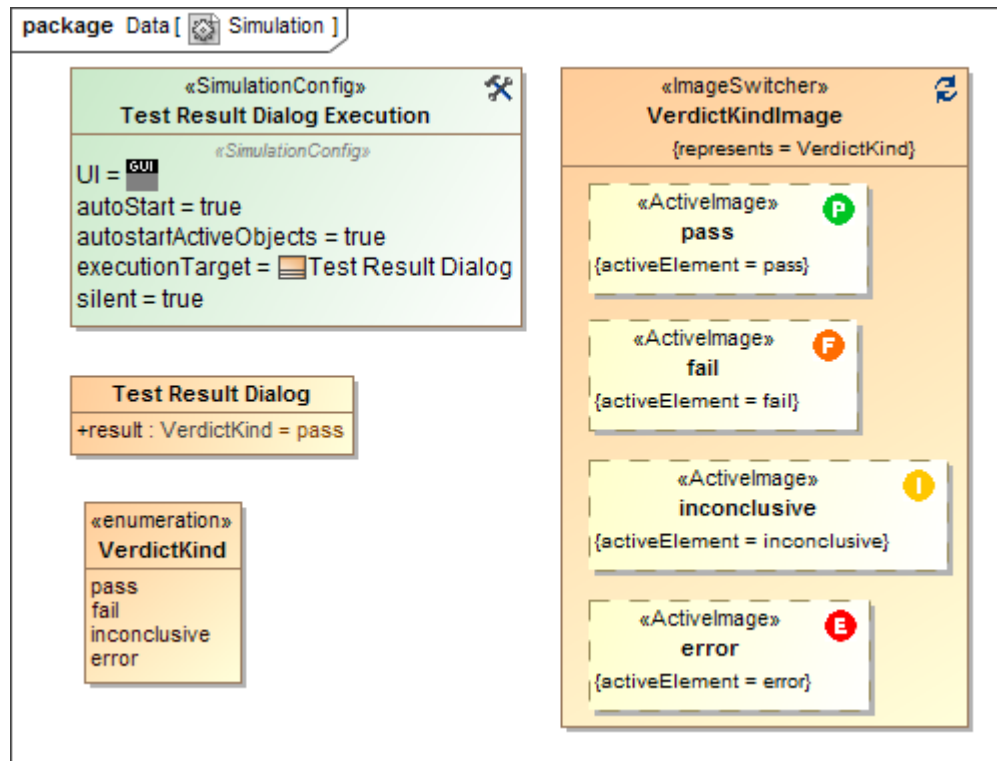 package Data [ Simulation ]
«SimulationConfig»
Test Result Dialog Execution
«SimulationConfig»
UI = GUI
autoStart = true
autostartActiveObjects = true
executionTarget = Test Result Dialog
silent = true
Test Result Dialog
+result : VerdictKind = pass
«enumeration»
VerdictKind
pass
fail
inconclusive
error
«ImageSwitcher»
VerdictKindImage
{represents = VerdictKind}
«ActiveImage» P
pass
{activeElement = pass}
«ActiveImage» F
fail
{activeElement = fail}
«ActiveImage» I
inconclusive
{activeElement = inconclusive}
«ActiveImage» E
error
{activeElement = error}